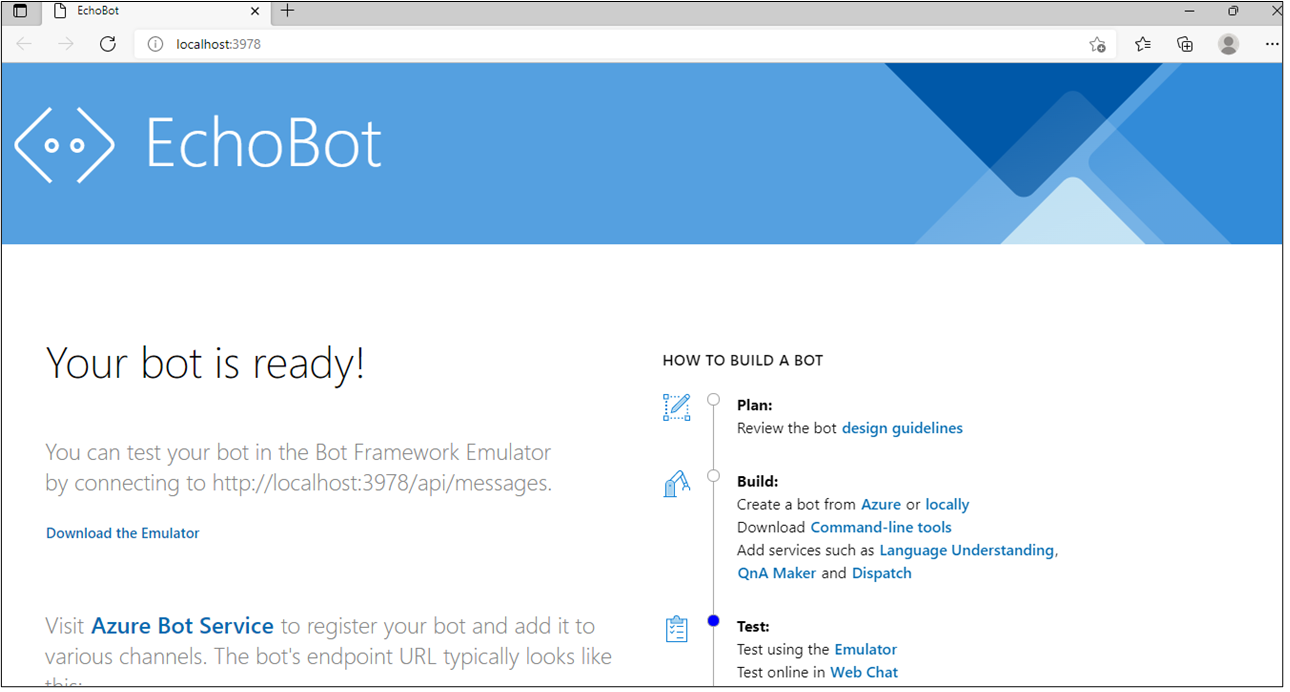 EchoBot
localhost:3978
EchoBot
Your bot is ready!
You can test your bot in the Bot Framework Emulator
by connecting to http://localhost:3978/api/messages.
Download the Emulator
Visit Azure Bot Service to register your bot and add it to
various channels. The bot's endpoint URL typically looks like
this:
HOW TO BUILD A BOT
Plan:
Review the bot design guidelines
Build:
Create a bot from Azure or locally
Download Command-line tools
Add services such as Language Understanding,
QnA Maker and Dispatch
Test:
Test using the Emulator
Test online in Web Chat